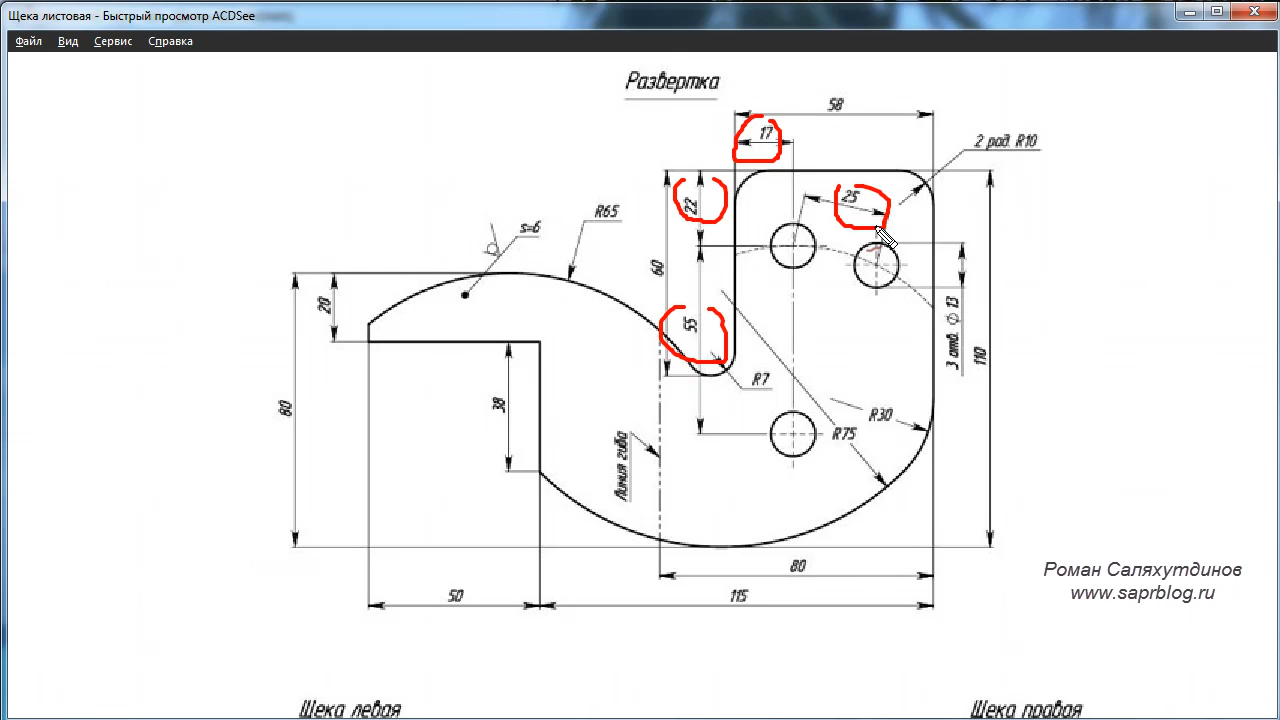 Щека листовая - Быстрый просмотр ACDSee
Файл Вид Сервис Справка
Развертка
58
17
2 рад. R10
25
22
R65
s=6
60
20
55
3 отв. Ф 13
110
R7
80
38
R30
R75
Линия гиба
80
50
115
Роман Саляхутдинов
www.saprblog.ru
Щека левая
Щека правая